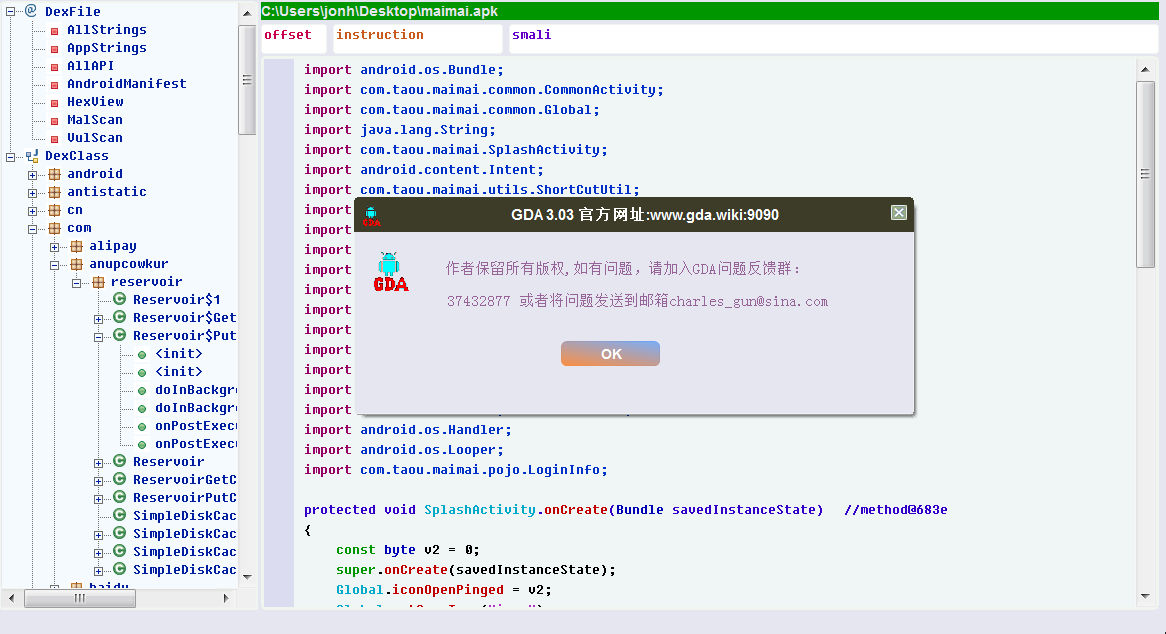 DexFile
AllStrings
AppStrings
AllAPI
AndroidManifest
HexView
MalScan
VulScan
DexClass
android
antistatic
cn
com
alipay
anupcowkur
reservoir
Reservoir$1
Reservoir$Get
Reservoir$Put
<init>
<init>
doInBackgr
doInBackgr
onPostExec
onPostExec
Reservoir
ReservoirGetC
ReservoirPutC
SimpleDiskCac
SimpleDiskCac
SimpleDiskCac
SimpleDiskCac
baidu
C:\Users\jonh\Desktop\maimai.apk
offset instruction smali
import android.os.Bundle;
import com.taou.maimai.common.CommonActivity;
import com.taou.maimai.common.Global;
import java.lang.String;
import com.taou.maimai.SplashActivity;
import android.content.Intent;
import com.taou.maimai.utils.ShortCutUtil;
import
import
import
import
import
import
import
import
import
import
import
import android.os.Handler;
import android.os.Looper;
import com.taou.maimai.pojo.LoginInfo;
protected void SplashActivity.onCreate(Bundle savedInstanceState) //method@683e
{
const byte v2 = 0;
super.onCreate(savedInstanceState);
Global.iconOpenPinged = v2;
GDA 3.03 官方网址:www.gda.wiki:9090
GDA
作者保留所有版权,如有问题，请加入GDA问题反馈群：
37432877 或者将问题发送到邮箱charles_gun@sina.com
OK